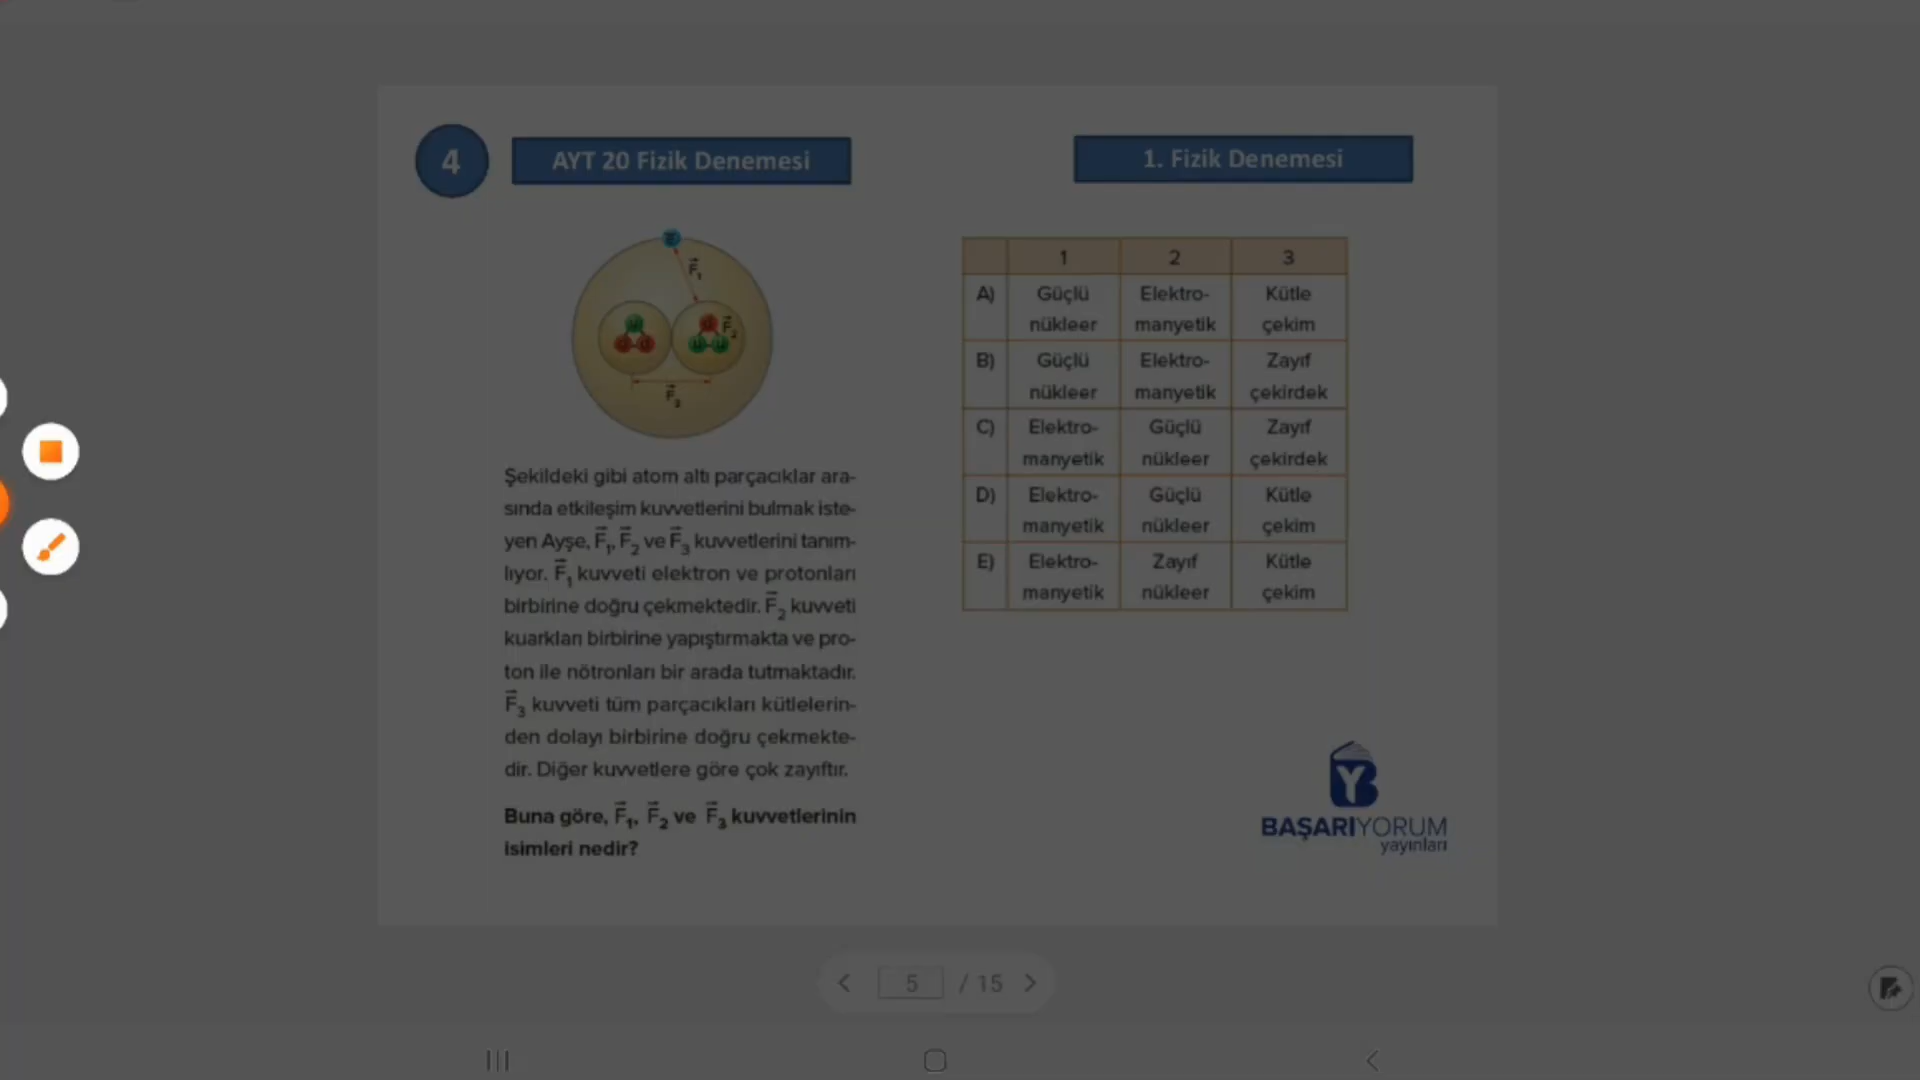 4
AYT 20 Fizik Denemesi
1. Fizik Denemesi
F₁
F₂
F₃
Şekildeki gibi atom altı parçacıklar ara-
sında etkileşim kuvvetlerini bulmak iste-
yen Ayşe, F₁, F₂ ve F₃ kuvvetlerini tanım-
lıyor. F₁ kuvveti elektron ve protonları
birbirine doğru çekmektedir. F₂ kuvveti
kuarkları birbirine yapıştırmakta ve pro-
ton ile nötronları bir arada tutmaktadır.
F₃ kuvveti tüm parçacıkları kütlelerin-
den dolayı birbirine doğru çekmekte-
dir. Diğer kuvvetlere göre çok zayıftır.
Buna göre, F₁, F₂ ve F₃ kuvvetlerinin
isimleri nedir?
1 2 3
A) Güçlü nükleer Elektro-manyetik Kütle çekim
B) Güçlü nükleer Elektro-manyetik Zayıf çekirdek
C) Elektro-manyetik Güçlü nükleer Zayıf çekirdek
D) Elektro-manyetik Güçlü nükleer Kütle çekim
E) Elektro-manyetik Zayıf nükleer Kütle çekim
BAŞARIYORUM
yayınları
5 / 15